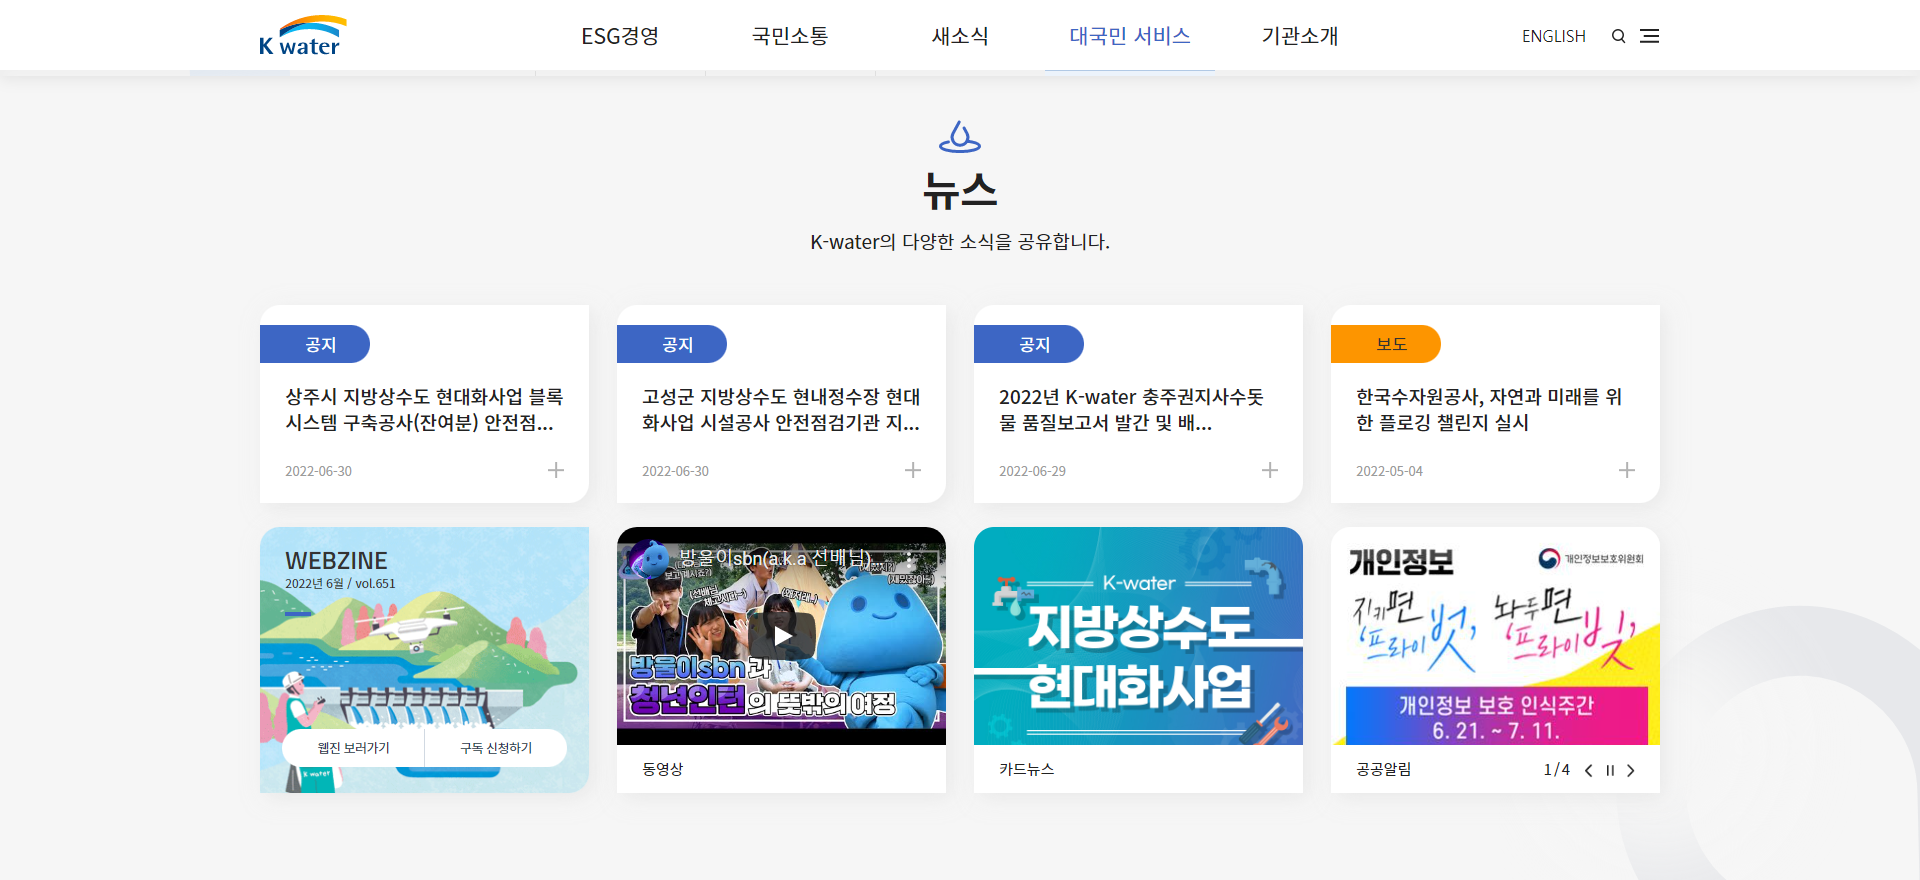 K water
ESG경영
국민소통
새소식
대국민 서비스
기관소개
ENGLISH
뉴스
K-water의 다양한 소식을 공유합니다.
공지
상주시 지방상수도 현대화사업 블록
시스템 구축공사(잔여분) 안전점...
2022-06-30
공지
고성군 지방상수도 현내정수장 현대
화사업 시설공사 안전점검기관 지...
2022-06-30
공지
2022년 K-water 충주권지사수돗
물 품질보고서 발간 및 배...
2022-06-29
보도
한국수자원공사, 자연과 미래를 위
한 플로깅 챌린지 실시
2022-05-04
WEBZINE
2022년 6월 / vol.651
K water
웹진 보러가기
구독 신청하기
방울이sbn(a.k.a 선배님)...
방울이sbn과
청년인턴의 뜻밖의 여정
동영상
K-water
지방상수도
현대화사업
카드뉴스
개인정보
개인정보보호위원회
지키면
프라이벗,
놔두면
프라이빚,
개인정보 보호 인식주간
6. 21. ~ 7. 11.
공공알림
1/4